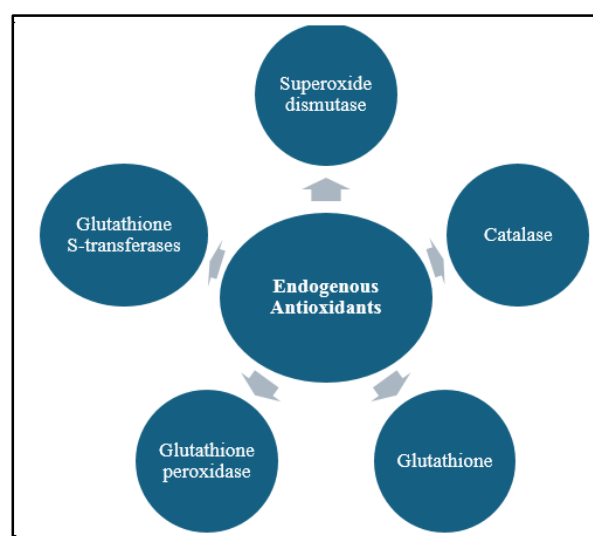 Superoxide
dismutase
Glutathione
S-transferases
Catalase
Endogenous
Antioxidants
Glutathione
peroxidase
Glutathione